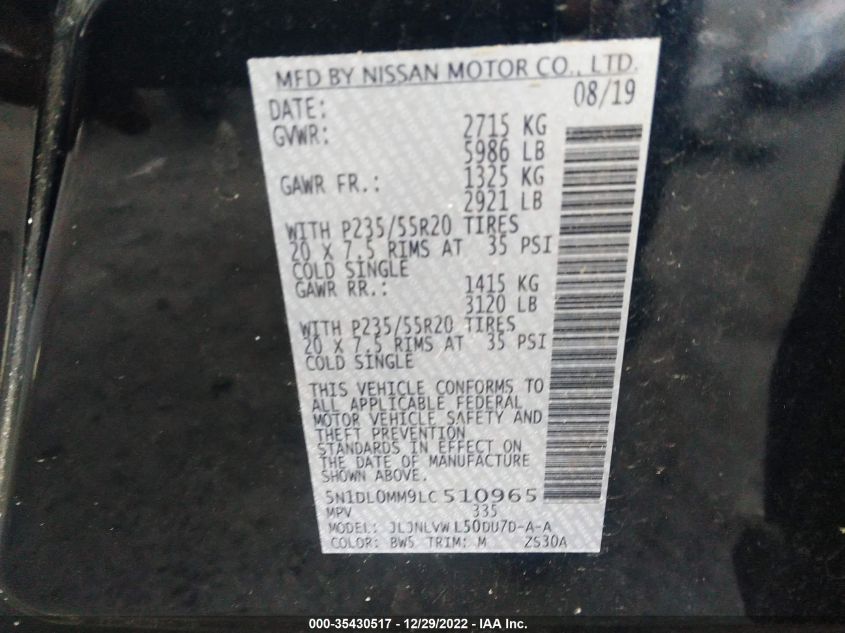 MFD BY NISSAN MOTOR CO., LTD.
DATE: 08/19
GVWR: 2715 KG
5986 LB
GAWR FR.: 1325 KG
2921 LB
WITH P235/55R20 TIRES
20 X 7.5 RIMS AT 35 PSI
COLD SINGLE
GAWR RR.: 1415 KG
3120 LB
WITH P235/55R20 TIRES
20 X 7.5 RIMS AT 35 PSI
COLD SINGLE
THIS VEHICLE CONFORMS TO
ALL APPLICABLE FEDERAL
MOTOR VEHICLE SAFETY AND
THEFT PREVENTION
STANDARDS IN EFFECT ON
THE DATE OF MANUFACTURE
SHOWN ABOVE.
5N1DL0MM9LC510965
MPV 335
MODEL: JLJNLVWL50DU7D-A-A
COLOR: BW5 TRIM: M ZS30A
000-35430517 • 12/29/2022 • IAA Inc.